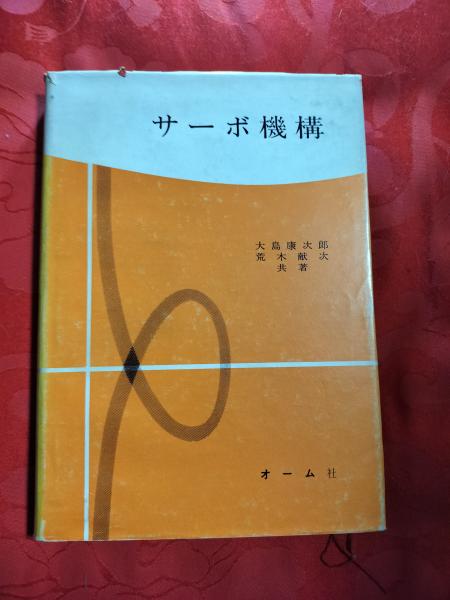 サーボ機構
大島康次郎
荒木献次
共著
オーム社